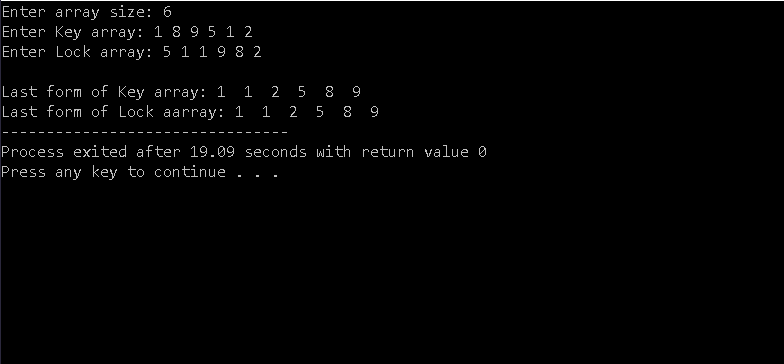 Enter array size: 6
Enter Key array: 1 8 9 5 1 2
Enter Lock array: 5 1 1 9 8 2
Last form of Key array: 1  1  2  5  8  9
Last form of Lock aarray: 1  1  2  5  8  9
--------------------------------
Process exited after 19.09 seconds with return value 0
Press any key to continue . . .